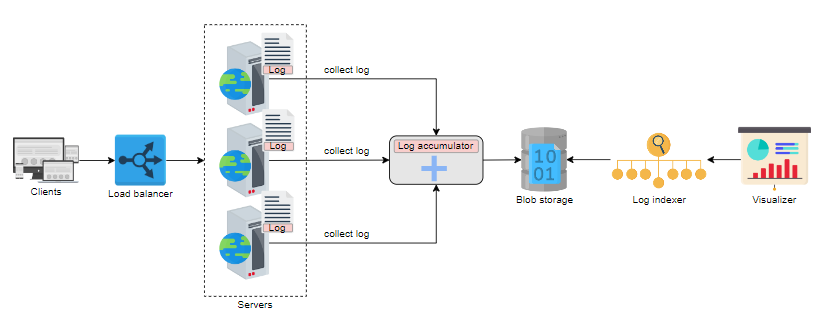 Log
collect log
Log
collect log
Log accumulator
10
01
Clients
Load balancer
Blob storage
Log indexer
Visualizer
Log
collect log
Servers